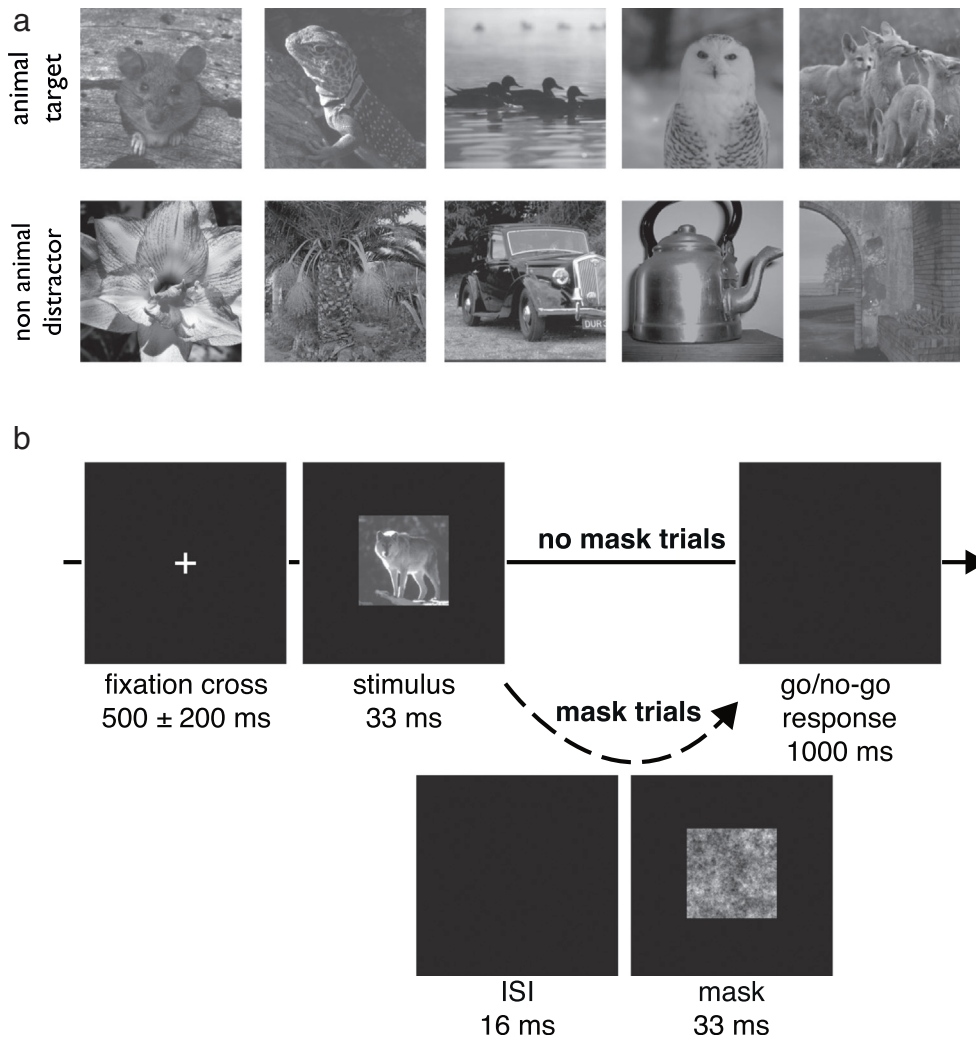 a
animal
target
non animal
distractor
b
no mask trials
fixation cross
500 ± 200 ms
stimulus
33 ms
mask trials
go/no-go
response
1000 ms
ISI
16 ms
mask
33 ms